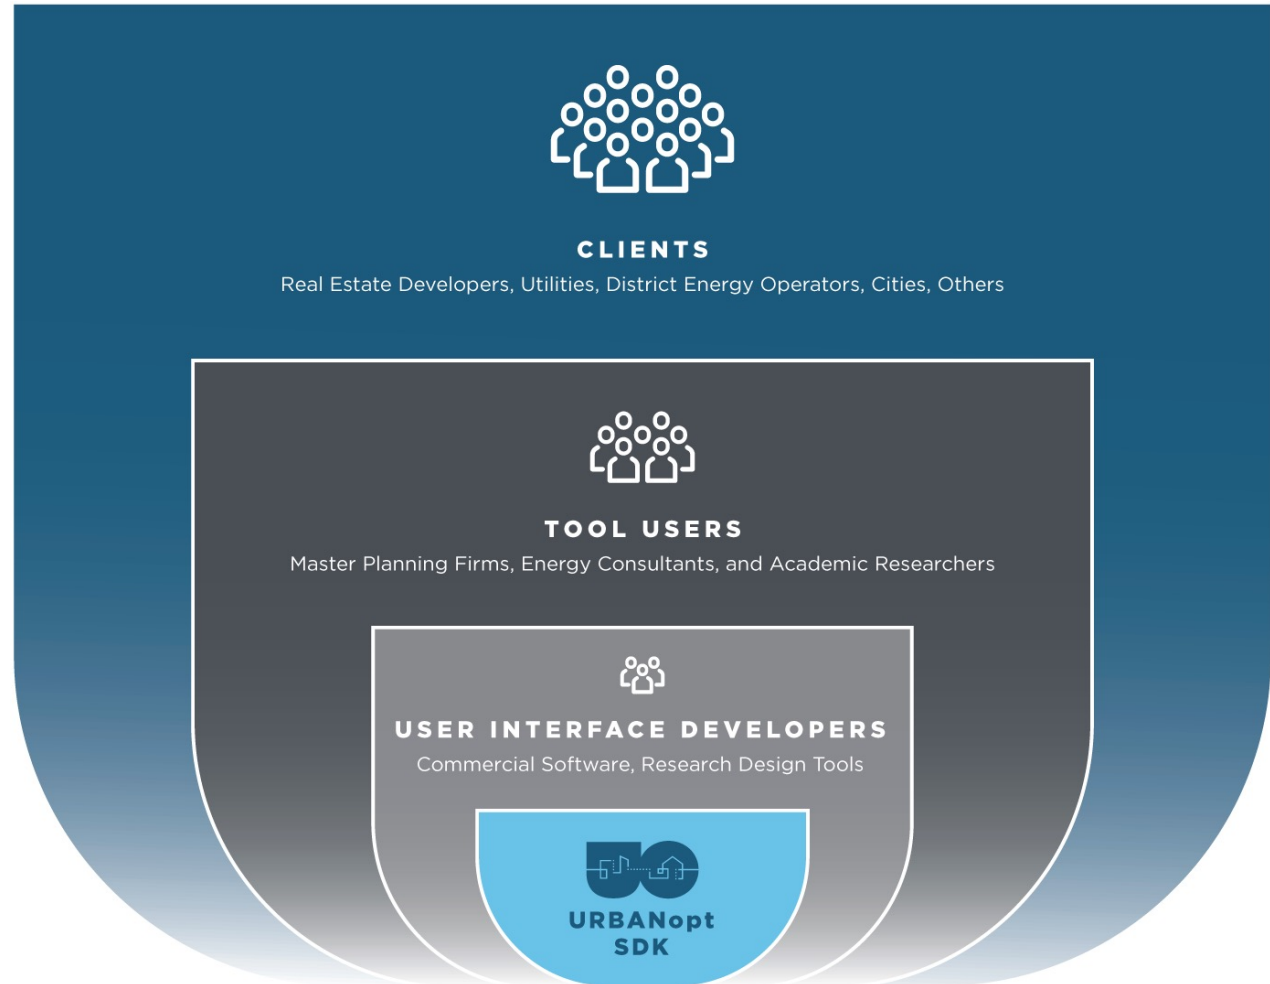 CLIENTS
Real Estate Developers, Utilities, District Energy Operators, Cities, Others
TOOL USERS
Master Planning Firms, Energy Consultants, and Academic Researchers
USER INTERFACE DEVELOPERS
Commercial Software, Research Design Tools
UO
URBANopt
SDK